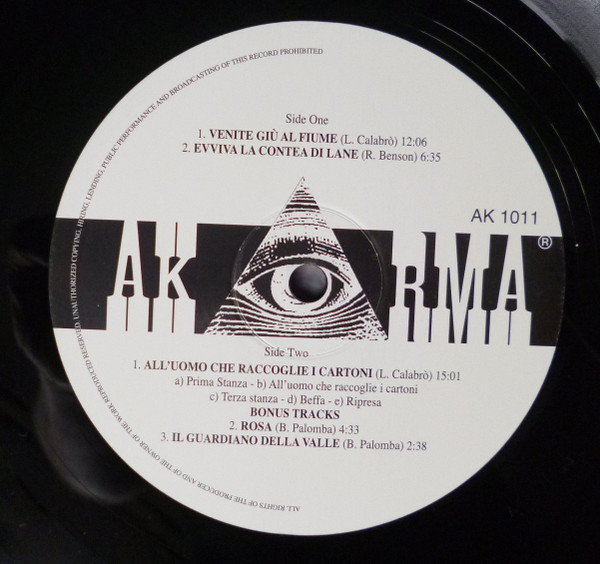 ALL RIGHTS OF THE PRODUCER AND OF THE OWNER OF THE WORK REPRODUCED RESERVED. UNAUTHORIZED COPYING, HIRING, LENDING, PUBLIC PERFORMANCE AND BROADCASTING OF THIS RECORD PROHIBITED
Side One
1. VENITE GIÙ AL FIUME (L. Calabrò) 12:06
2. EVVIVA LA CONTEA DI LANE (R. Benson) 6:35
AK 1011
AKARMA ®
Side Two
1. ALL'UOMO CHE RACCOGLIE I CARTONI (L. Calabrò) 15:01
a) Prima Stanza - b) All'uomo che raccoglie i cartoni
c) Terza stanza - d) Beffa - e) Ripresa
BONUS TRACKS
2. ROSA (B. Palomba) 4:33
3. IL GUARDIANO DELLA VALLE (B. Palomba) 2:38